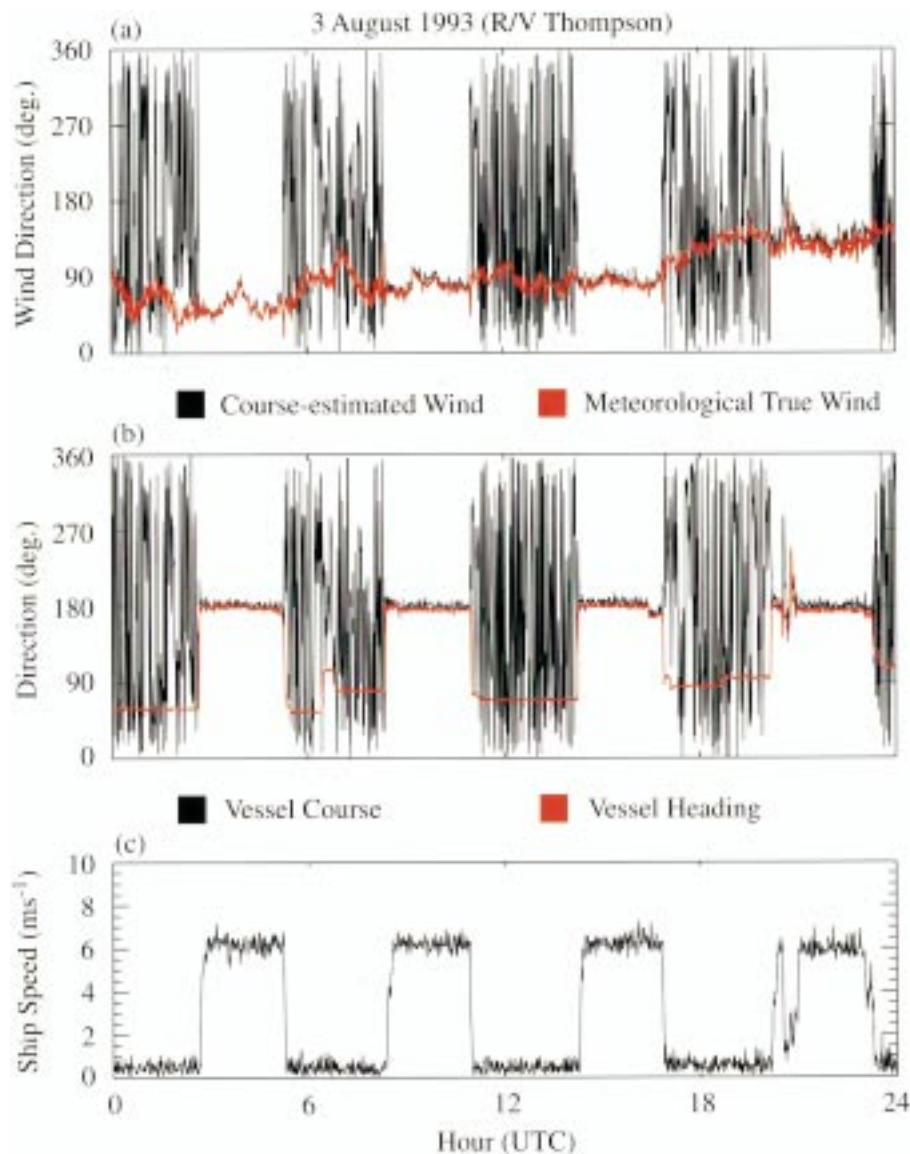 3 August 1993 (R/V Thompson)
(a)
Wind Direction (deg.)
360
270
180
90
0
Course-estimated Wind
Meteorological True Wind
(b)
Direction (deg.)
360
270
180
90
0
Vessel Course
Vessel Heading
(c)
Ship Speed (ms⁻¹)
10
8
6
4
2
0
0 6 12 18 24
Hour (UTC)